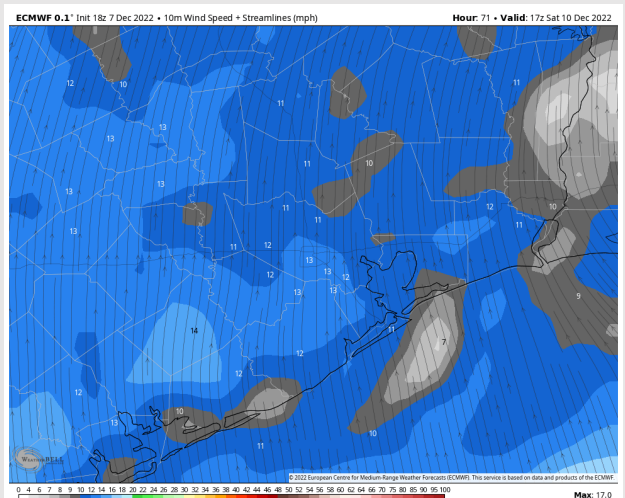 ECMWF 0.1° Init 18z 7 Dec 2022 • 10m Wind Speed + Streamlines (mph) Hour: 71 • Valid: 17z Sat 10 Dec 2022
12 10 11
11
13 13
11 10
13 13
11 12 10
13 11 11
11 12
13
12 13 12
13 13
9
14 11
7
12
12
12
10
13 10
11
WeatherBELL
© 2022 European Centre for Medium-Range Weather Forecasts (ECMWF). This service is based on data and products of the ECMWF.
0 4 6 7 8 9 10 12 14 16 18 20 22 24 26 28 30 32 34 36 38 40 42 44 46 48 50 52 54 56 58 60 65 70 75 80 85 90 95 100
Max: 17.0